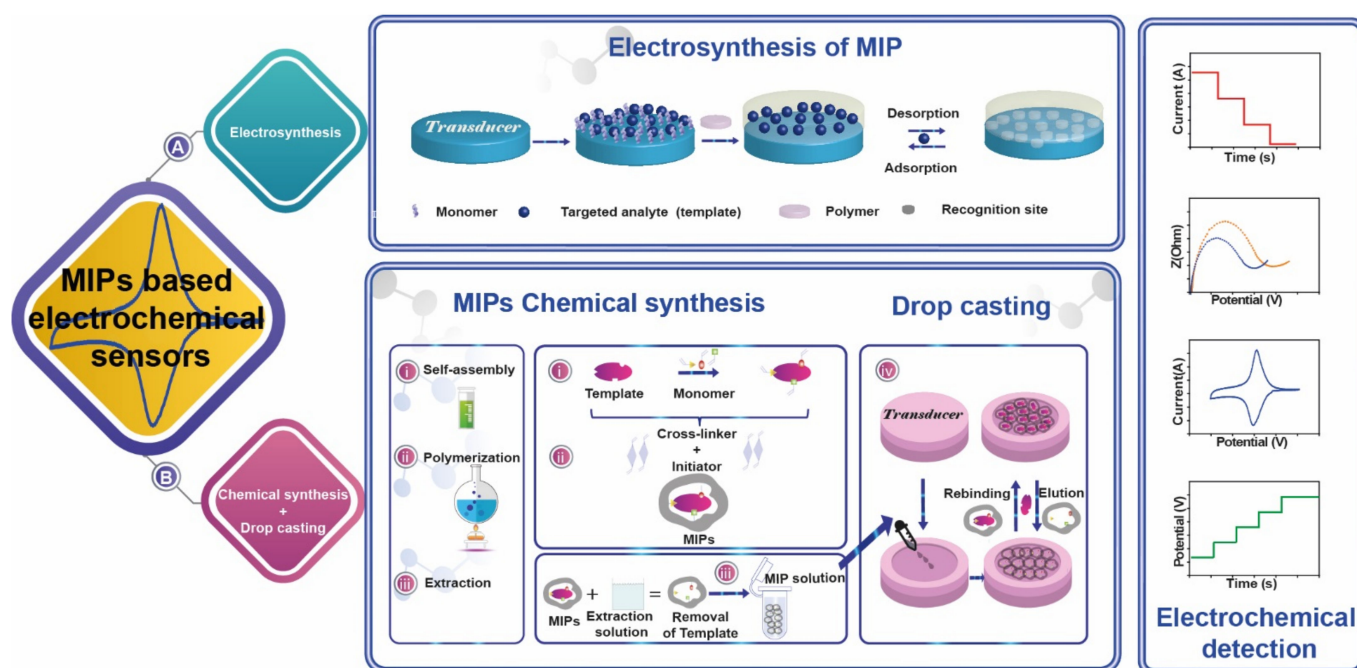 MIPs based
electrochemical
sensors
A
Electrosynthesis
B
Chemical synthesis
+
Drop casting
Electrosynthesis of MIP
Transducer
Desorption
Adsorption
Monomer
Targeted analyte (template)
Polymer
Recognition site
MIPs Chemical synthesis
Drop casting
i
Self-assembly
ii
Polymerization
iii
Extraction
i
Template
Monomer
ii
Cross-linker
+
Initiator
MIPs
MIPs
+
Extraction
solution
=
Removal
of Template
iii
MIP solution
iv
Transducer
Rebinding
Elution
Current (A)
Time (s)
Z(Ohm)
Potential (V)
Current(A)
Potential (V)
Potential (V)
Time (s)
Electrochemical
detection